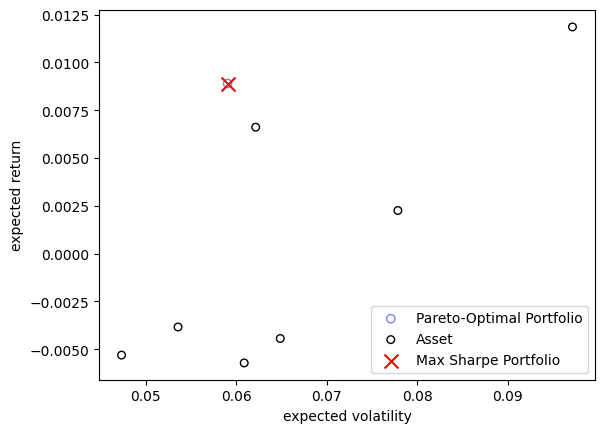 0.0125
0.0100
0.0075
0.0050
0.0025
0.0000
−0.0025
−0.0050
expected return
0.05 0.06 0.07 0.08 0.09
expected volatility
Pareto-Optimal Portfolio
Asset
Max Sharpe Portfolio